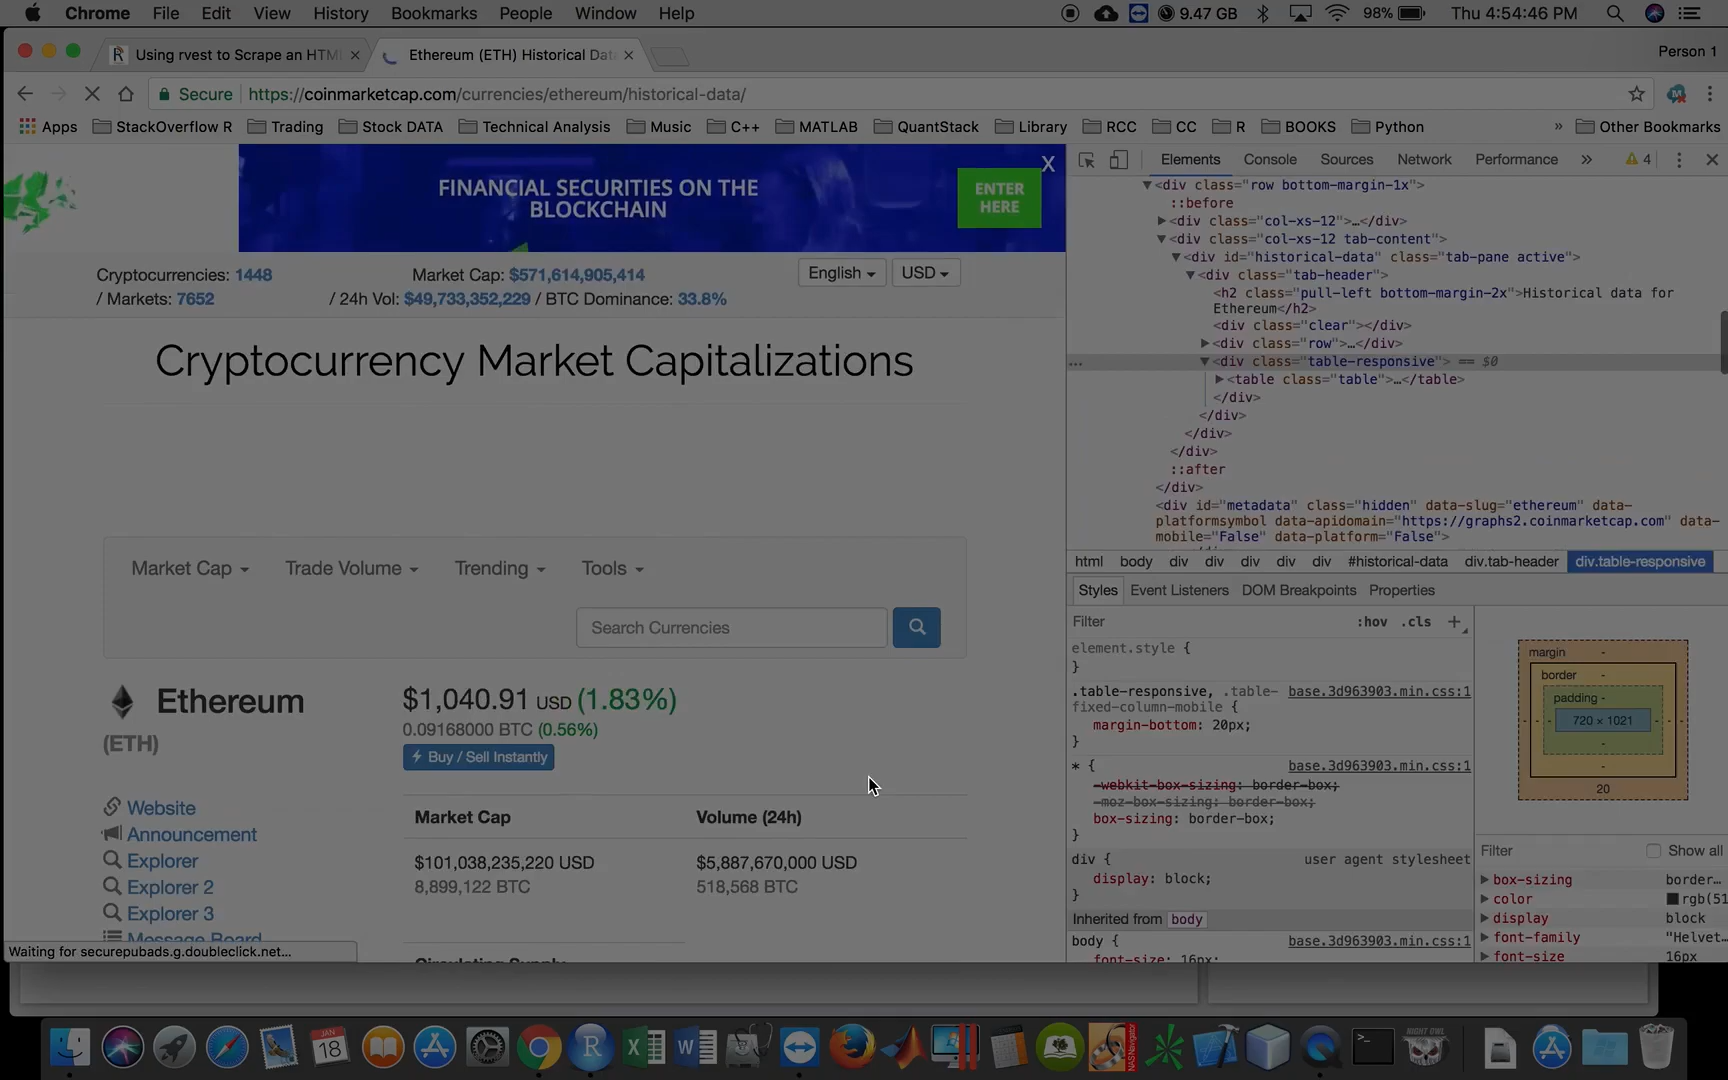 Chrome File Edit View History Bookmarks People Window Help 9.47 GB 98% Thu 4:54:46 PM
Using rvest to Scrape an HTM Ethereum (ETH) Historical Dat Person 1
Secure https://coinmarketcap.com/currencies/ethereum/historical-data/
Apps StackOverflow R Trading Stock DATA Technical Analysis Music C++ MATLAB QuantStack Library RCC CC R BOOKS Python » Other Bookmarks
FINANCIAL SECURITIES ON THE
BLOCKCHAIN
ENTER
HERE
X
Cryptocurrencies: 1448 Market Cap: $571,614,905,414 English USD
/ Markets: 7652 / 24h Vol: $49,733,352,229 / BTC Dominance: 33.8%
Cryptocurrency Market Capitalizations
Market Cap Trade Volume Trending Tools
Search Currencies
Ethereum $1,040.91 USD (1.83%)
(ETH) 0.09168000 BTC (0.56%)
Buy / Sell Instantly
Website
Announcement
Explorer
Explorer 2
Explorer 3
Message Board
Market Cap Volume (24h)
$101,038,235,220 USD $5,887,670,000 USD
8,899,122 BTC 518,568 BTC
Circulating Supply
Waiting for securepubads.g.doubleclick.net...
Elements Console Sources Network Performance » 4
<div class="row bottom-margin-1x">
::before
<div class="col-xs-12">…</div>
<div class="col-xs-12 tab-content">
<div id="historical-data" class="tab-pane active">
<div class="tab-header">
<h2 class="pull-left bottom-margin-2x">Historical data for
Ethereum</h2>
<div class="clear"></div>
<div class="row">…</div>
… <div class="table-responsive"> == $0
<table class="table">…</table>
</div>
</div>
</div>
</div>
::after
</div>
<div id="metadata" class="hidden" data-slug="ethereum" data-
platformsymbol data-apidomain="https://graphs2.coinmarketcap.com" data-
mobile="False" data-platform="False">
html body div div div div div #historical-data div.tab-header div.table-responsive
Styles Event Listeners DOM Breakpoints Properties
Filter :hov .cls +
element.style {
}
.table-responsive, .table- base.3d963903.min.css:1
fixed-column-mobile {
margin-bottom: 20px;
}
* { base.3d963903.min.css:1
-webkit-box-sizing: border-box;
-moz-box-sizing: border-box;
box-sizing: border-box;
}
div { user agent stylesheet
display: block;
}
Inherited from body
body { base.3d963903.min.css:1
font-size: 16px;
margin -
border -
padding -
- - - 720 × 1021 - - -
-
-
20
Filter Show all
box-sizing border…
color rgb(51
display block
font-family "Helvet…
font-size 16px
JAN
18
R
NIGHT OWL
NASNavigator